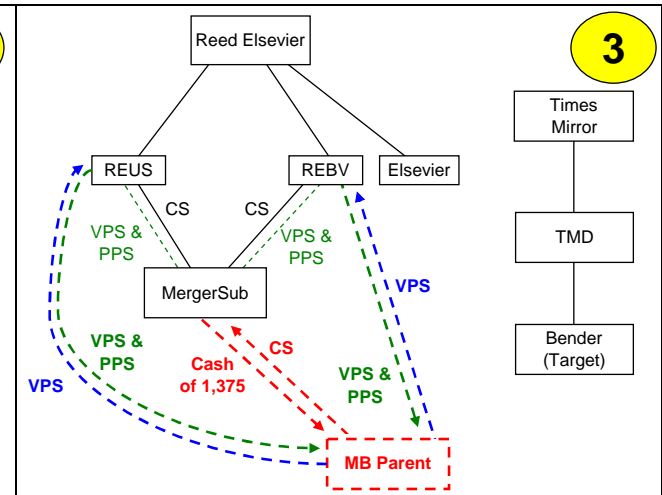 Reed Elsevier
3
Times
Mirror
REUS
REBV
Elsevier
CS
CS
VPS &
PPS
VPS &
PPS
TMD
MergerSub
VPS
CS
Cash
of 1,375
VPS &
PPS
VPS
VPS &
PPS
Bender
(Target)
MB Parent